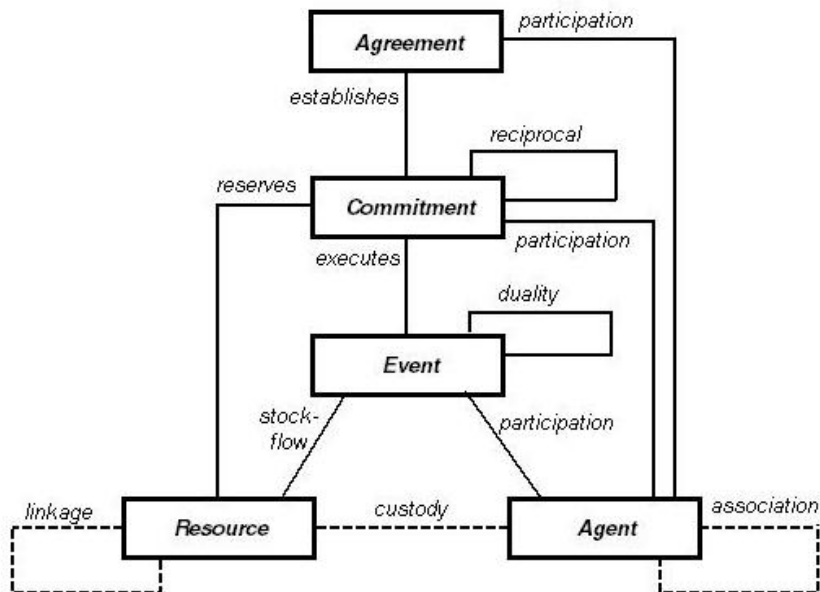 participation
Agreement
establishes
reciprocal
reserves
Commitment
participation
executes
duality
Event
stock-
flow
participation
linkage
custody
association
Resource
Agent